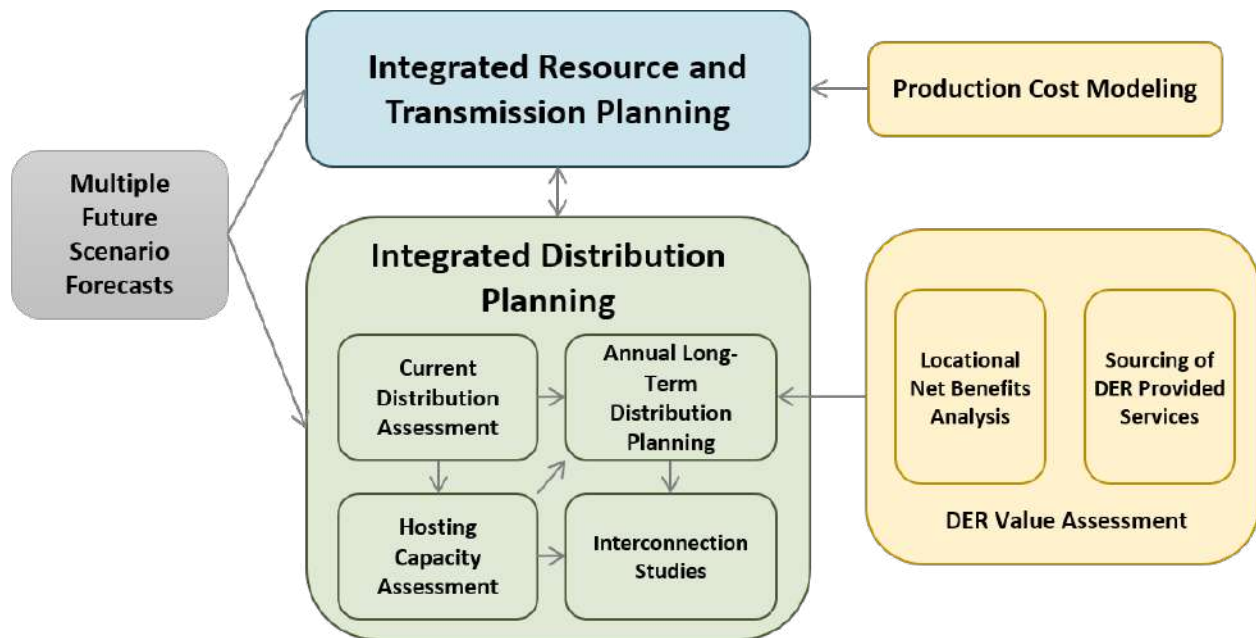 Integrated Resource and
Transmission Planning
Production Cost Modeling
Multiple
Future
Scenario
Forecasts
Integrated Distribution
Planning
Current
Distribution
Assessment
Annual Long-
Term
Distribution
Planning
Hosting
Capacity
Assessment
Interconnection
Studies
Locational
Net Benefits
Analysis
Sourcing of
DER Provided
Services
DER Value Assessment